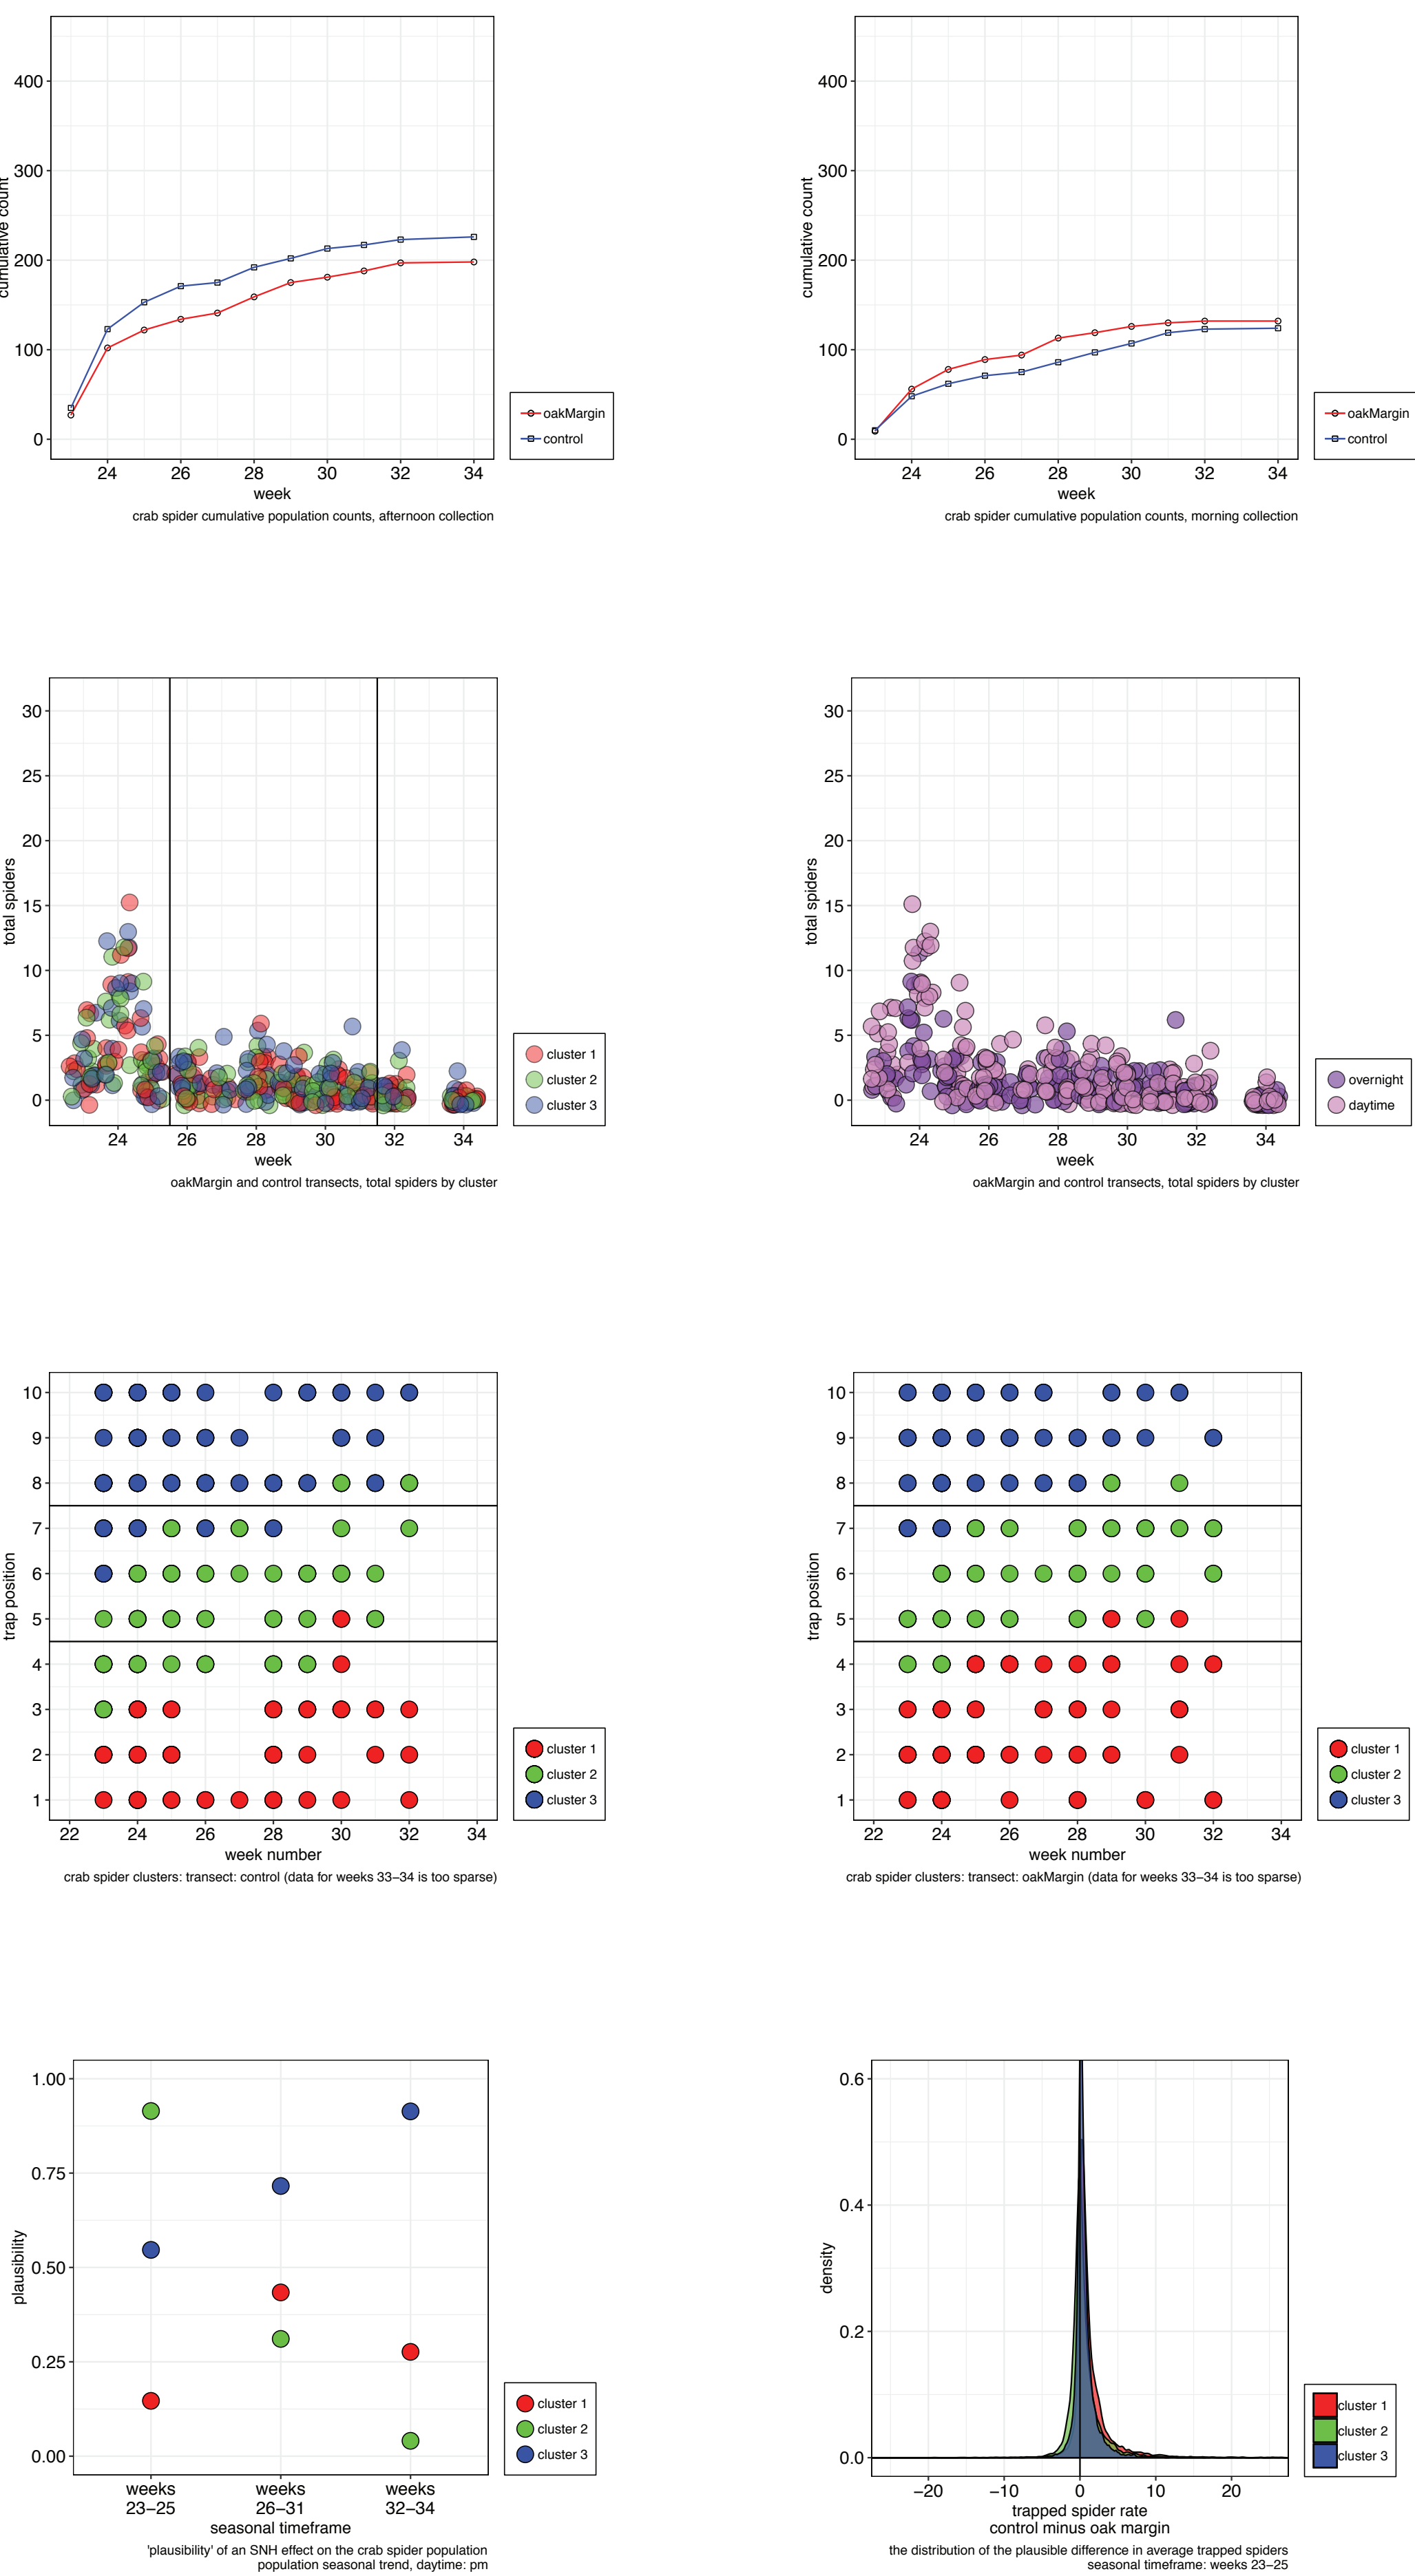 400
300
200
100
0
cumulative count
24 26 28 30 32 34
week
oakMargin
control
crab spider cumulative population counts, afternoon collection
400
300
200
100
0
cumulative count
24 26 28 30 32 34
week
oakMargin
control
crab spider cumulative population counts, morning collection
30
25
20
15
10
5
0
total spiders
24 26 28 30 32 34
week
cluster 1
cluster 2
cluster 3
oakMargin and control transects, total spiders by cluster
30
25
20
15
10
5
0
total spiders
24 26 28 30 32 34
week
overnight
daytime
oakMargin and control transects, total spiders by cluster
10
9
8
7
6
5
4
3
2
1
trap position
22 24 26 28 30 32 34
week number
cluster 1
cluster 2
cluster 3
crab spider clusters: transect: control (data for weeks 33–34 is too sparse)
10
9
8
7
6
5
4
3
2
1
trap position
22 24 26 28 30 32 34
week number
cluster 1
cluster 2
cluster 3
crab spider clusters: transect: oakMargin (data for weeks 33–34 is too sparse)
1.00
0.75
0.50
0.25
0.00
plausibility
weeks weeks weeks
23–25 26–31 32–34
seasonal timeframe
cluster 1
cluster 2
cluster 3
'plausibility' of an SNH effect on the crab spider population
population seasonal trend, daytime: pm
0.6
0.4
0.2
0.0
density
−20 −10 0 10 20
trapped spider rate
control minus oak margin
cluster 1
cluster 2
cluster 3
the distribution of the plausible difference in average trapped spiders
seasonal timeframe: weeks 23–25